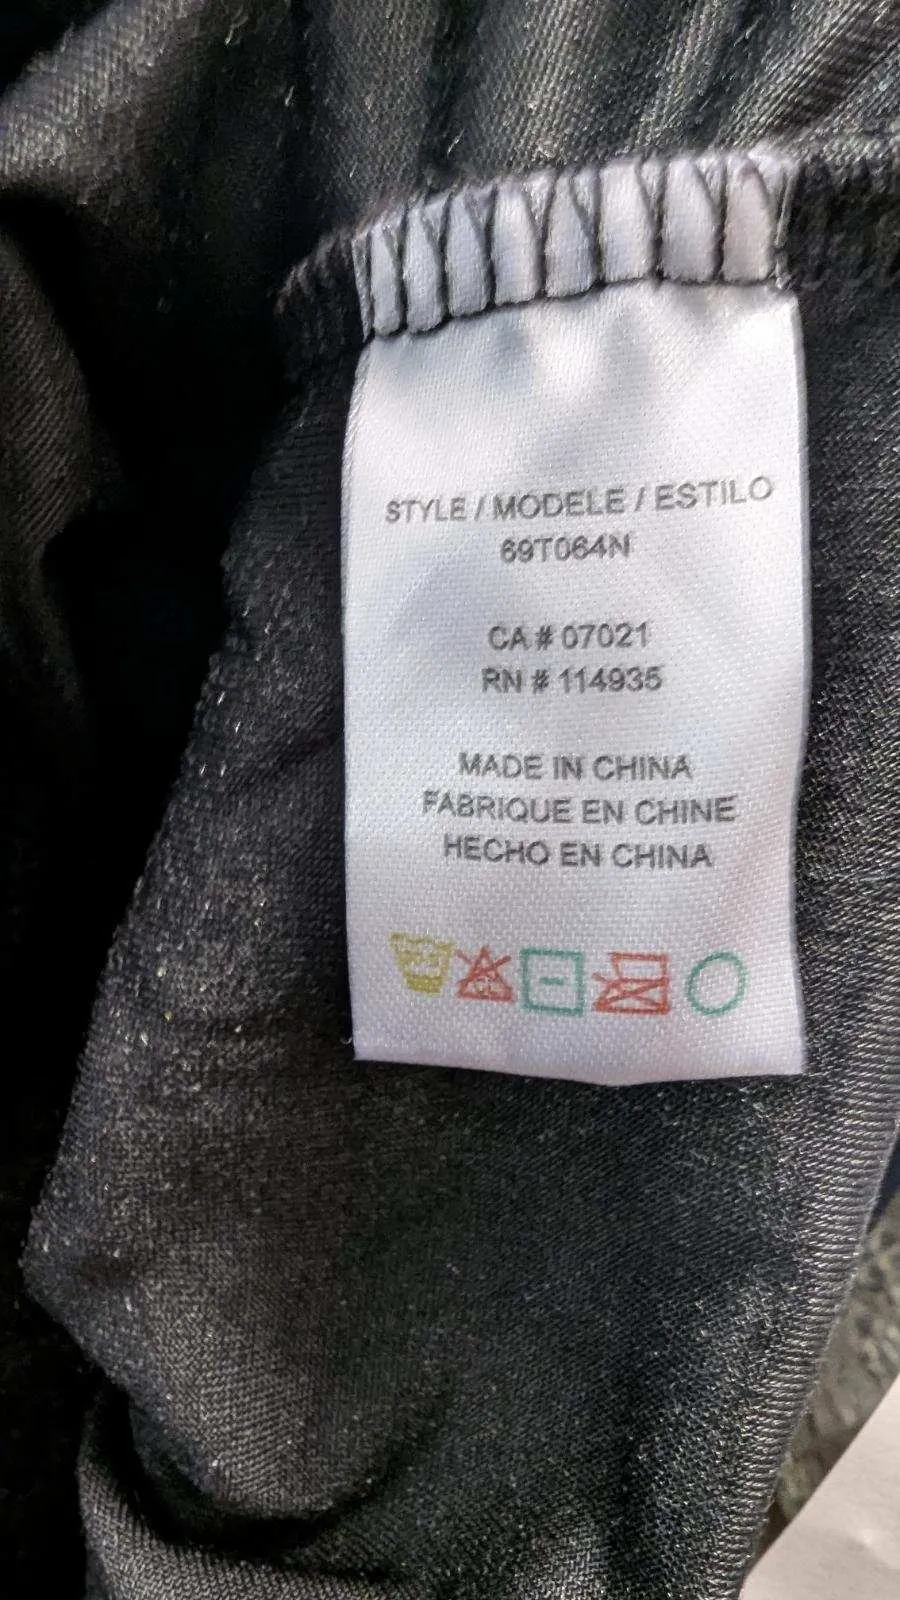 STYLE / MODELE / ESTILO
69T064N
CA # 07021
RN # 114935
MADE IN CHINA
FABRIQUE EN CHINE
HECHO EN CHINA